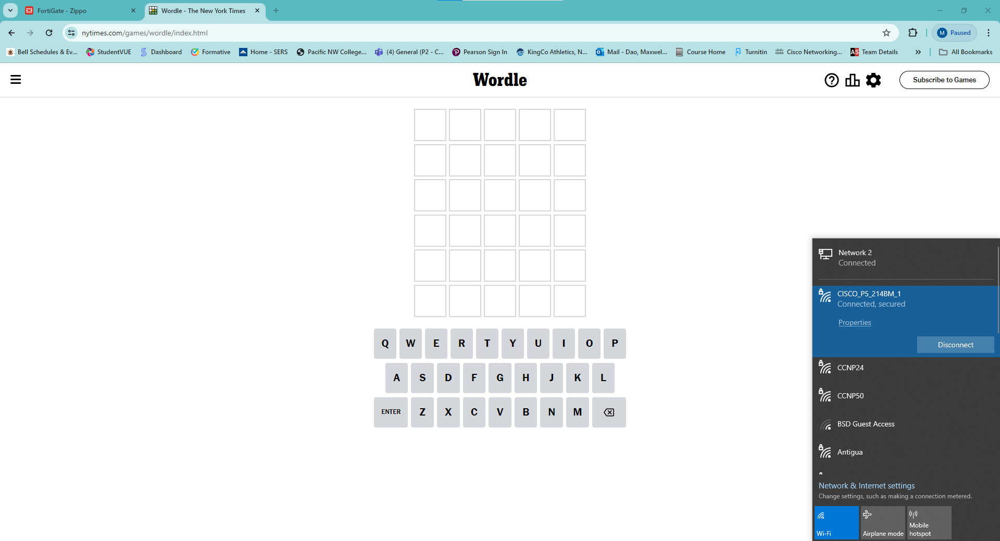 FortiGate - Zippo
Wordle - The New York Times
nytimes.com/games/wordle/index.html
M Paused
Bell Schedules & Ev...
StudentVUE
Dashboard
Formative
Home - SERS
Pacific NW College...
(4) General (P2 - C...
Pearson Sign In
KingCo Athletics, N...
Mail - Dao, Maxwel...
Course Home
Turnitin
Cisco Networking...
AS Team Details
All Bookmarks
Wordle
Subscribe to Games
Q W E R T Y U I O P
A S D F G H J K L
ENTER Z X C V B N M
Network 2
Connected
CISCO_P5_214BM_1
Connected, secured
Properties
Disconnect
CCNP24
CCNP50
BSD Guest Access
Antigua
Network & Internet settings
Change settings, such as making a connection metered.
Wi-Fi
Airplane mode
Mobile
hotspot